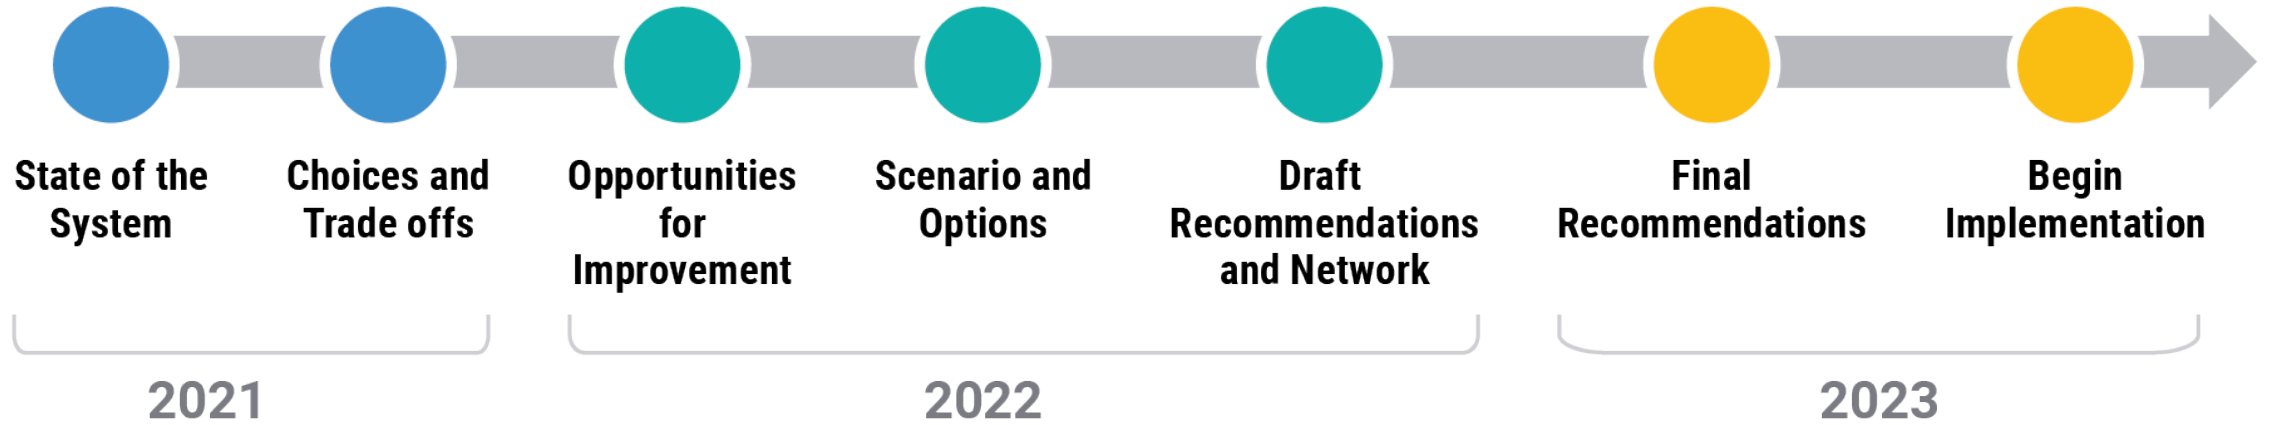 State of the
System
Choices and
Trade offs
Opportunities
for
Improvement
Scenario and
Options
Draft
Recommendations
and Network
Final
Recommendations
Begin
Implementation
2021
2022
2023